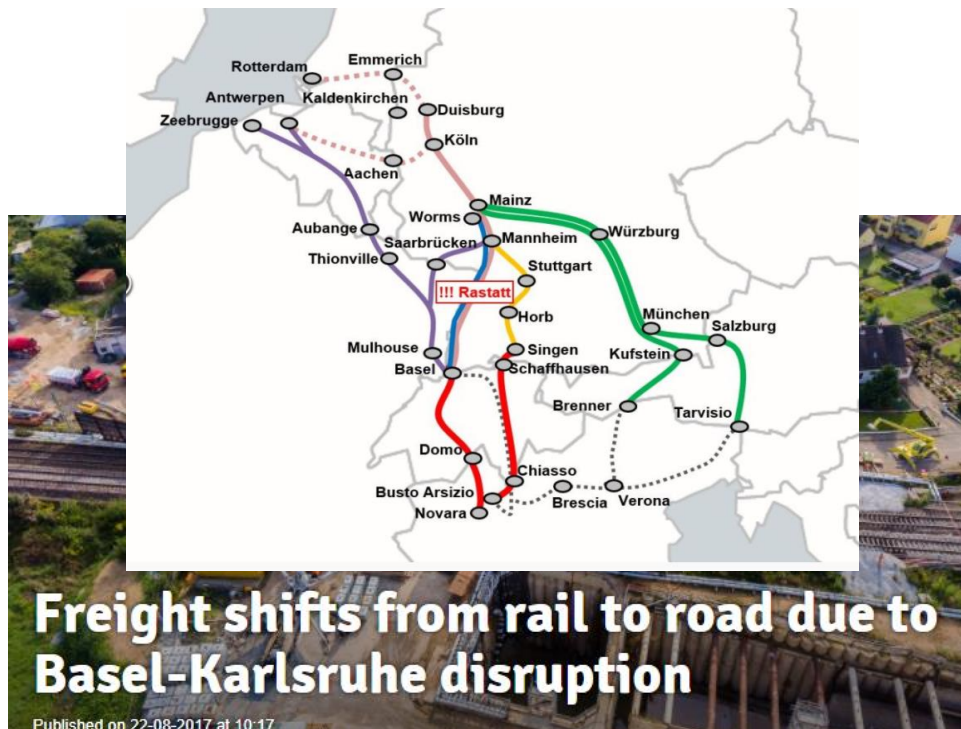 Emmerich
Rotterdam
Antwerpen Kaldenkirchen
Duisburg
Zeebrugge
Köln
Aachen
Mainz
Worms
Aubange
Saarbrücken Mannheim
Würzburg
Thionville
Stuttgart
!!! Rastatt
Horb
München
Salzburg
Mulhouse
Singen
Kufstein
Basel
Schaffhausen
Brenner
Tarvisio
Domo
Chiasso
Busto Arsizio
Brescia Verona
Novara
Freight shifts from rail to road due to
Basel-Karlsruhe disruption
Published on 22-08-2017 at 10:17